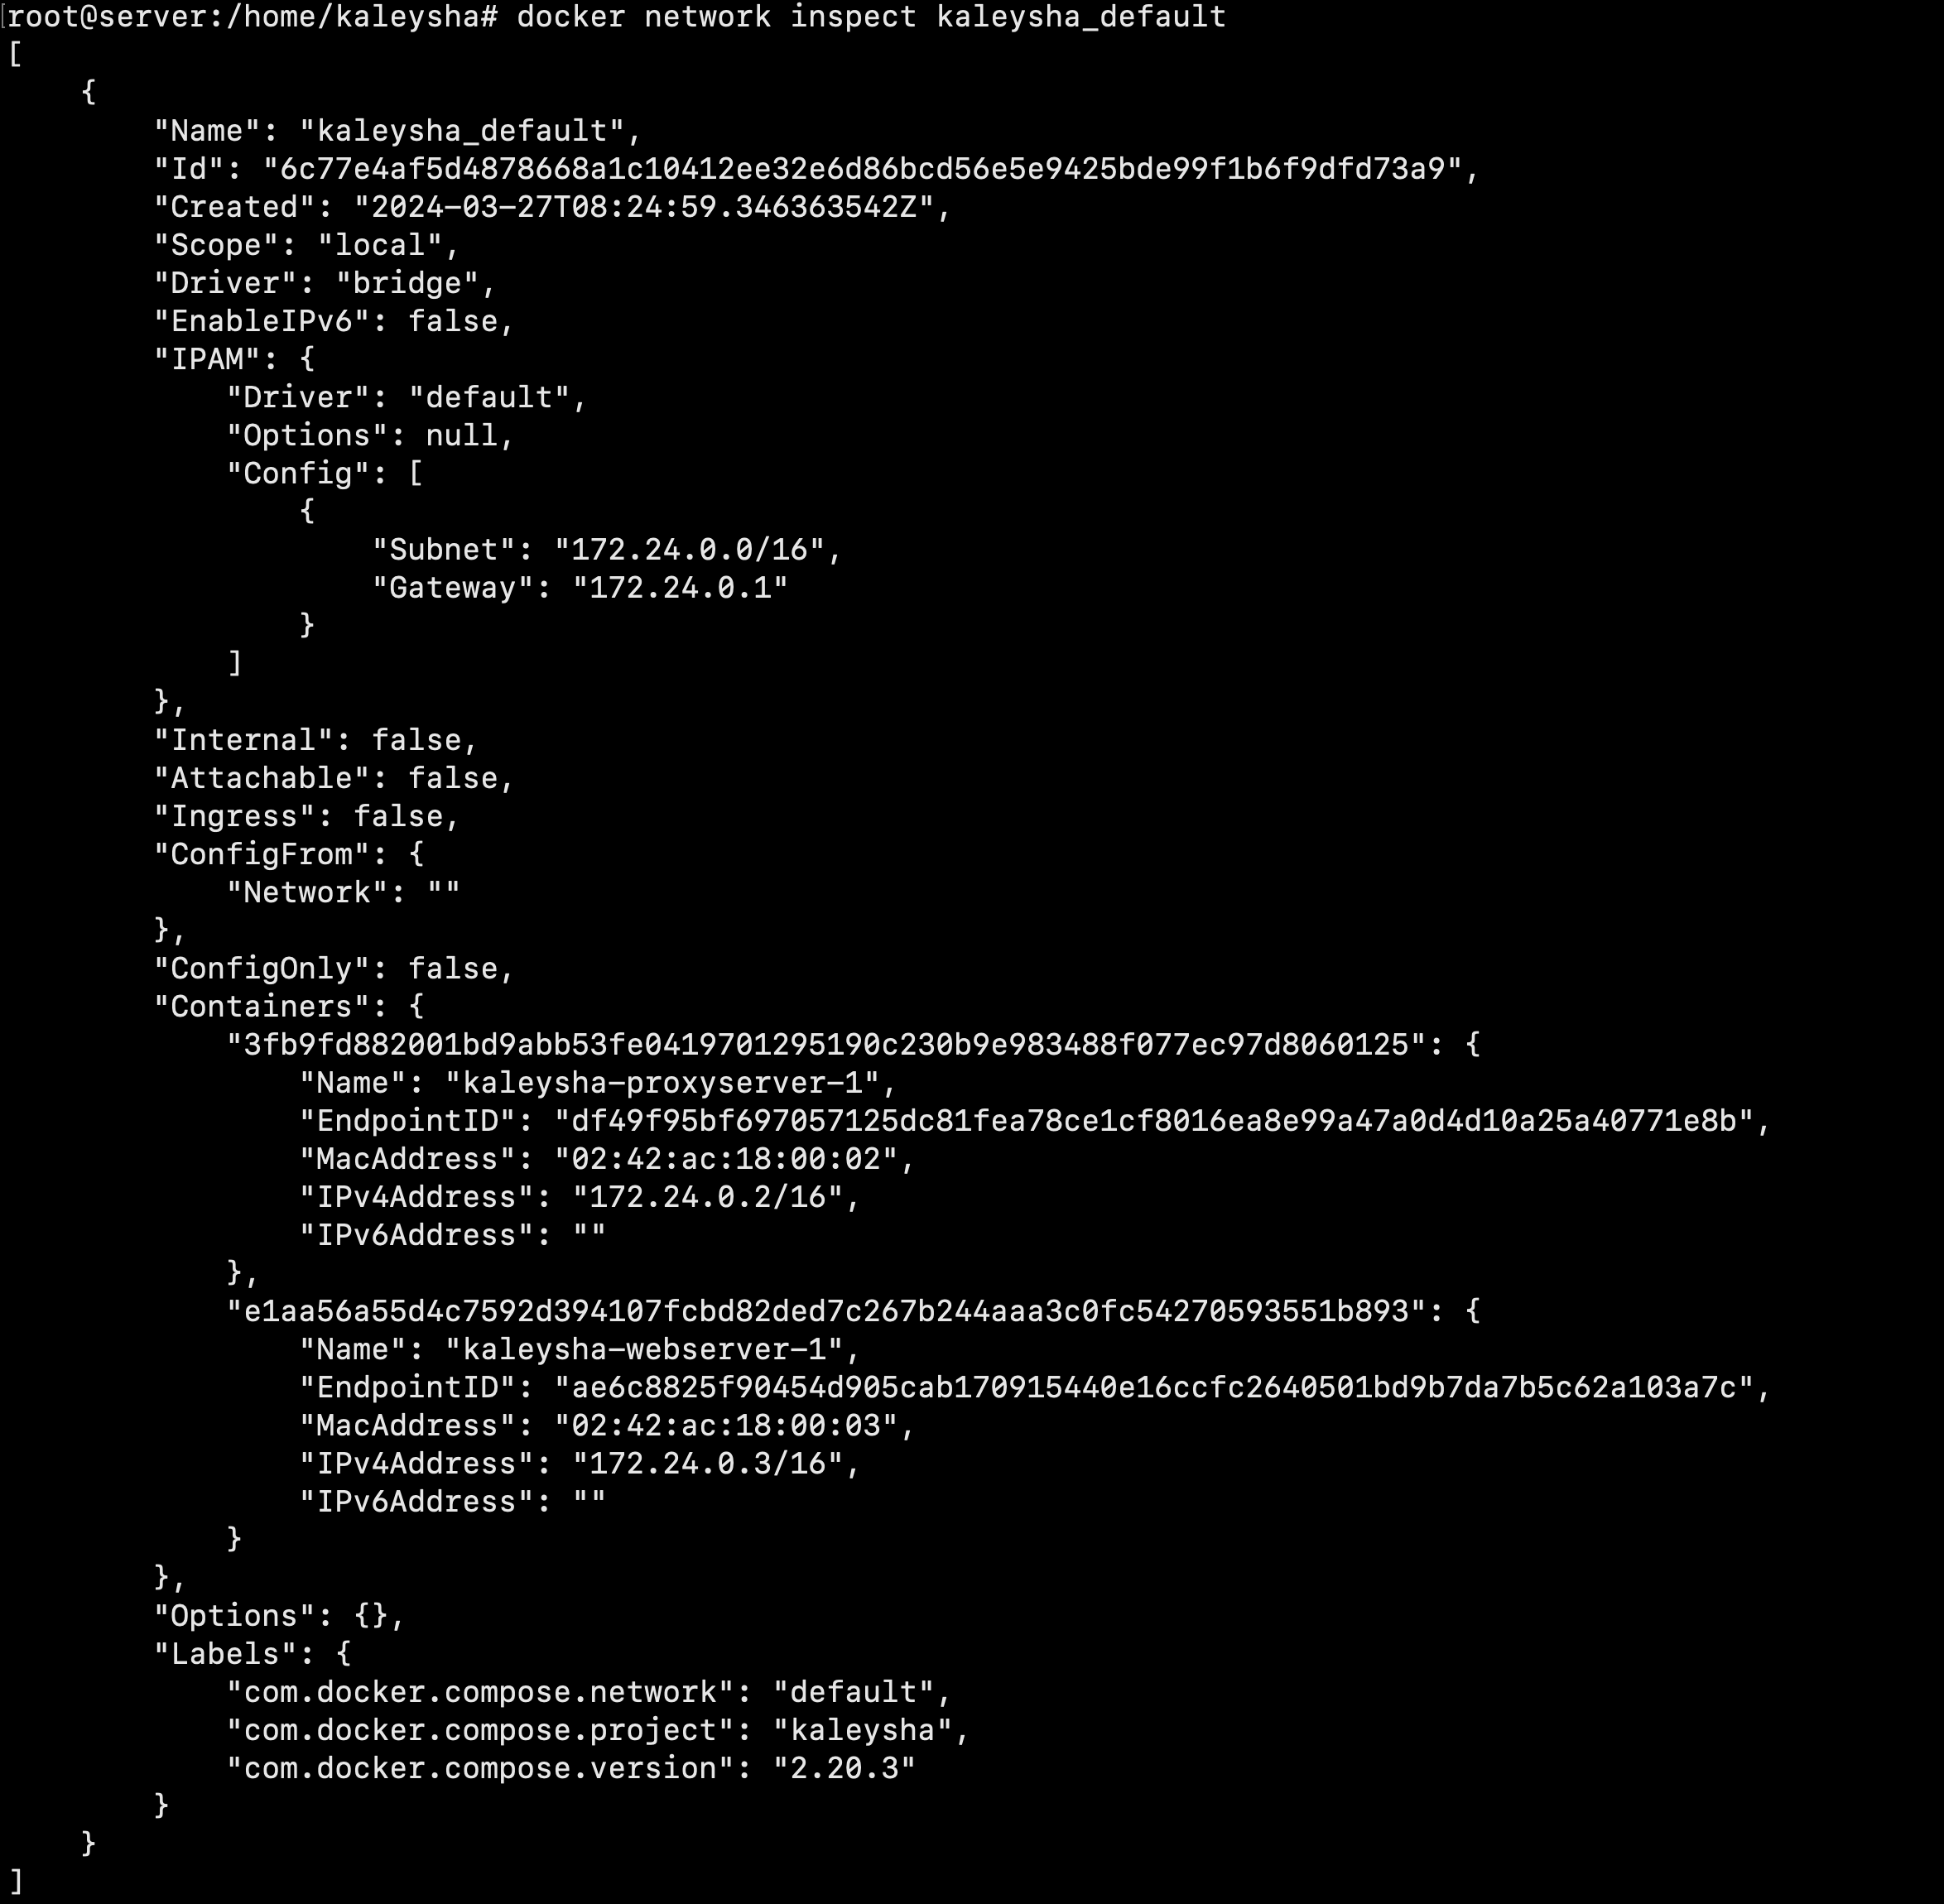 [root@server:/home/kaleysha# docker network inspect kaleysha_default
[
    {
        "Name": "kaleysha_default",
        "Id": "6c77e4af5d4878668a1c10412ee32e6d86bcd56e5e9425bde99f1b6f9dfd73a9",
        "Created": "2024-03-27T08:24:59.346363542Z",
        "Scope": "local",
        "Driver": "bridge",
        "EnableIPv6": false,
        "IPAM": {
            "Driver": "default",
            "Options": null,
            "Config": [
                {
                    "Subnet": "172.24.0.0/16",
                    "Gateway": "172.24.0.1"
                }
            ]
        },
        "Internal": false,
        "Attachable": false,
        "Ingress": false,
        "ConfigFrom": {
            "Network": ""
        },
        "ConfigOnly": false,
        "Containers": {
            "3fb9fd882001bd9abb53fe0419701295190c230b9e983488f077ec97d8060125": {
                "Name": "kaleysha-proxyserver-1",
                "EndpointID": "df49f95bf697057125dc81fea78ce1cf8016ea8e99a47a0d4d10a25a40771e8b",
                "MacAddress": "02:42:ac:18:00:02",
                "IPv4Address": "172.24.0.2/16",
                "IPv6Address": ""
            },
            "e1aa56a55d4c7592d394107fcbd82ded7c267b244aaa3c0fc54270593551b893": {
                "Name": "kaleysha-webserver-1",
                "EndpointID": "ae6c8825f90454d905cab170915440e16ccfc2640501bd9b7da7b5c62a103a7c",
                "MacAddress": "02:42:ac:18:00:03",
                "IPv4Address": "172.24.0.3/16",
                "IPv6Address": ""
            }
        },
        "Options": {},
        "Labels": {
            "com.docker.compose.network": "default",
            "com.docker.compose.project": "kaleysha",
            "com.docker.compose.version": "2.20.3"
        }
    }
]